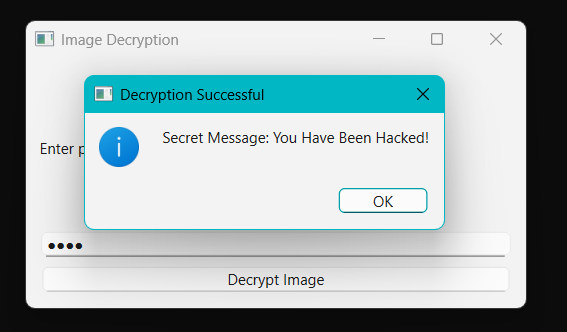 Image Decryption
Decryption Successful
Secret Message: You Have Been Hacked!
OK
Enter p
••••
Decrypt Image